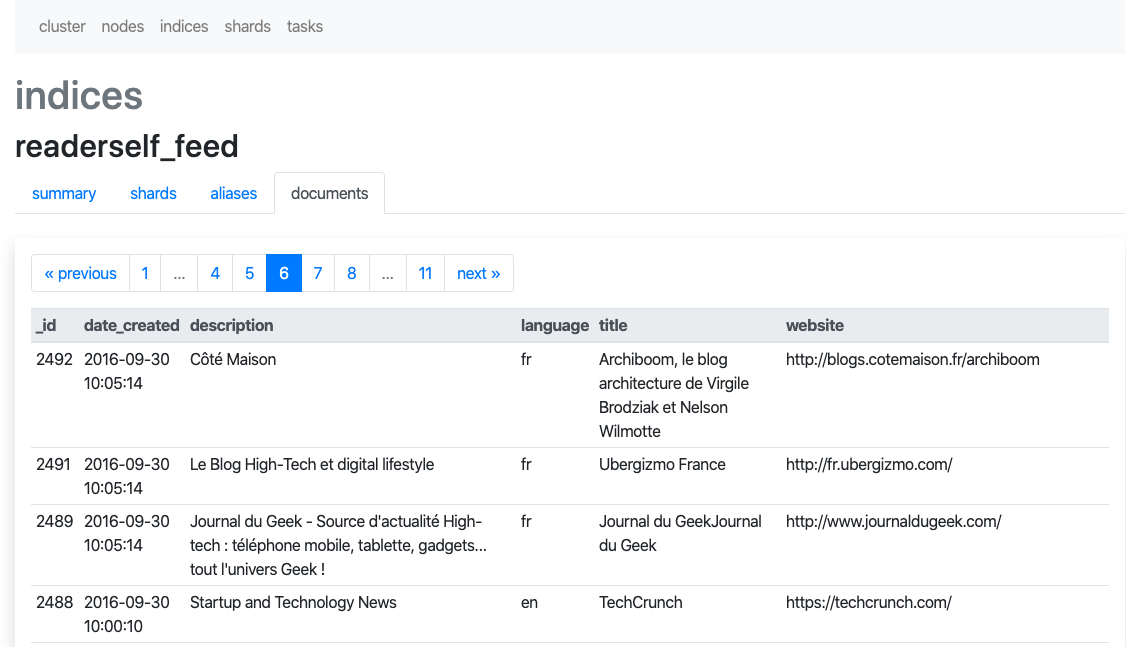 cluster nodes indices shards tasks
indices
readerself_feed
summary shards aliases documents
« previous 1 ... 4 5 6 7 8 ... 11 next »
_id date_created description language title website
2492 2016-09-30 Côté Maison fr Archiboom, le blog http://blogs.cotemaison.fr/archiboom
10:05:14 architecture de Virgile
Brodziak et Nelson
Wilmotte
2491 2016-09-30 Le Blog High-Tech et digital lifestyle fr Ubergizmo France http://fr.ubergizmo.com/
10:05:14
2489 2016-09-30 Journal du Geek - Source d'actualité High- fr Journal du GeekJournal http://www.journaldugeek.com/
10:05:14 tech : téléphone mobile, tablette, gadgets... du Geek
tout l'univers Geek !
2488 2016-09-30 Startup and Technology News en TechCrunch https://techcrunch.com/
10:00:10